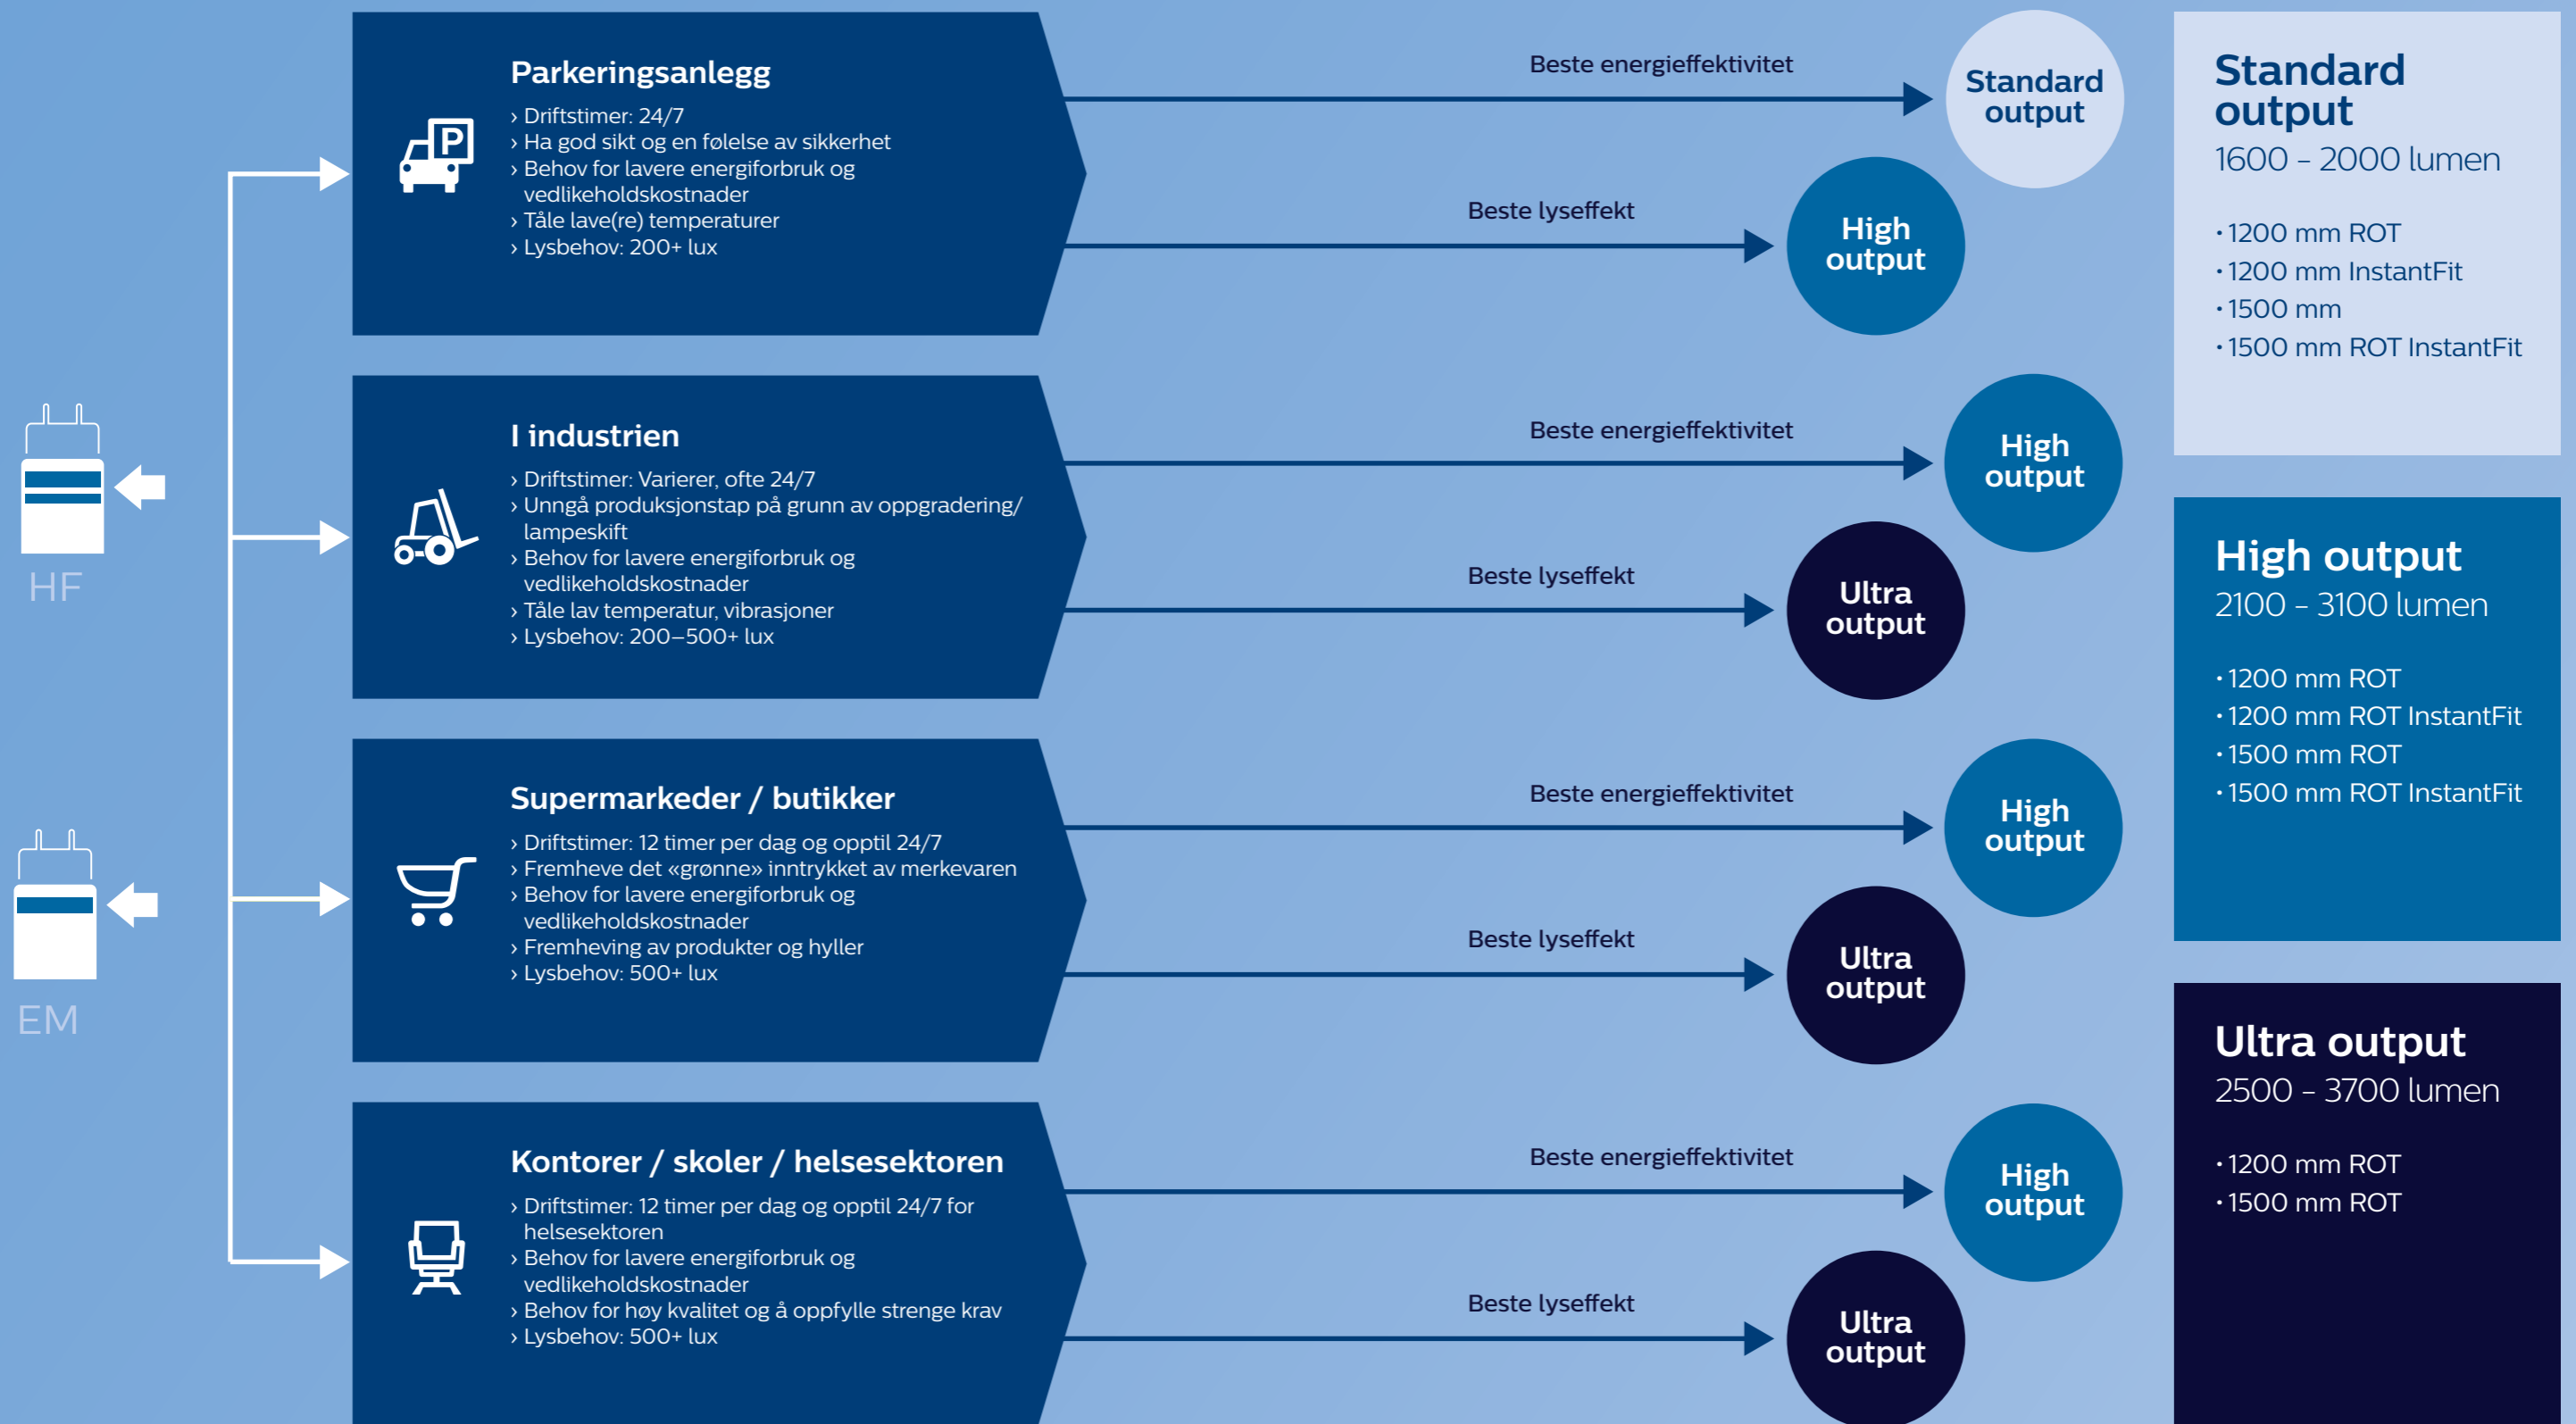 HF
EM
P
Parkeringsanlegg
› Driftstimer: 24/7
› Ha god sikt og en følelse av sikkerhet
› Behov for lavere energiforbruk og
vedlikeholdskostnader
› Tåle lave(re) temperaturer
› Lysbehov: 200+ lux
Beste energieffektivitet
Standard
output
Beste lyseffekt
High
output
I industrien
› Driftstimer: Varierer, ofte 24/7
› Unngå produksjonstap på grunn av oppgradering/
lampeskift
› Behov for lavere energiforbruk og
vedlikeholdskostnader
› Tåle lav temperatur, vibrasjoner
› Lysbehov: 200–500+ lux
Beste energieffektivitet
High
output
Beste lyseffekt
Ultra
output
Supermarkeder / butikker
› Driftstimer: 12 timer per dag og opptil 24/7
› Fremheve det «grønne» inntrykket av merkevaren
› Behov for lavere energiforbruk og
vedlikeholdskostnader
› Fremheving av produkter og hyller
› Lysbehov: 500+ lux
Beste energieffektivitet
High
output
Beste lyseffekt
Ultra
output
Kontorer / skoler / helsesektoren
› Driftstimer: 12 timer per dag og opptil 24/7 for
helsesektoren
› Behov for lavere energiforbruk og
vedlikeholdskostnader
› Behov for høy kvalitet og å oppfylle strenge krav
› Lysbehov: 500+ lux
Beste energieffektivitet
High
output
Beste lyseffekt
Ultra
output
Standard
output
1600 - 2000 lumen
• 1200 mm ROT
• 1200 mm InstantFit
• 1500 mm
• 1500 mm ROT InstantFit
High output
2100 - 3100 lumen
• 1200 mm ROT
• 1200 mm ROT InstantFit
• 1500 mm ROT
• 1500 mm ROT InstantFit
Ultra output
2500 - 3700 lumen
• 1200 mm ROT
• 1500 mm ROT